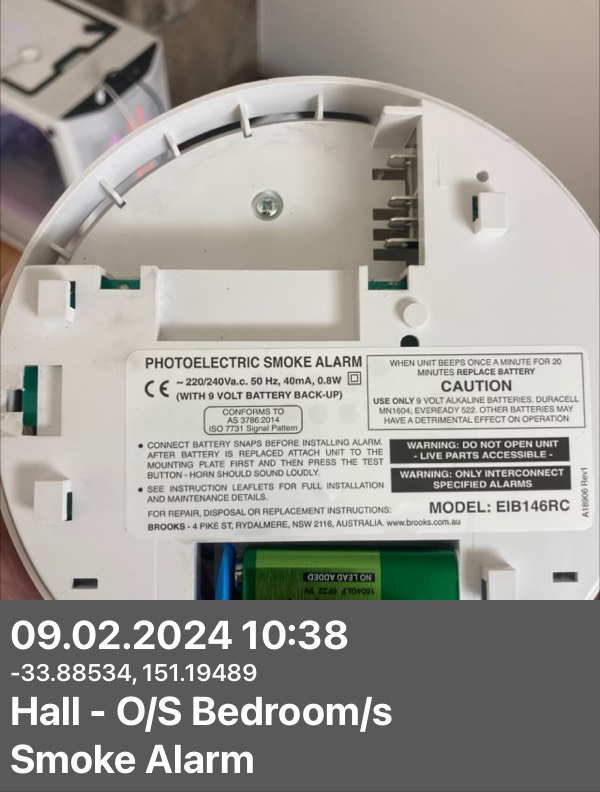 PHOTOELECTRIC SMOKE ALARM
CE ~ 220/240Va.c. 50 Hz, 40mA, 0.8W
(WITH 9 VOLT BATTERY BACK-UP)
CONFORMS TO
AS 3786:2014
ISO 7731 Signal Pattern
• CONNECT BATTERY SNAPS BEFORE INSTALLING ALARM.
AFTER BATTERY IS REPLACED ATTACH UNIT TO THE
MOUNTING PLATE FIRST AND THEN PRESS THE TEST
BUTTON - HORN SHOULD SOUND LOUDLY.
• SEE INSTRUCTION LEAFLETS FOR FULL INSTALLATION
AND MAINTENANCE DETAILS.
FOR REPAIR, DISPOSAL OR REPLACEMENT INSTRUCTIONS:
BROOKS - 4 PIKE ST, RYDALMERE, NSW 2116, AUSTRALIA. www.brooks.com.au
WHEN UNIT BEEPS ONCE A MINUTE FOR 20
MINUTES REPLACE BATTERY
CAUTION
USE ONLY 9 VOLT ALKALINE BATTERIES. DURACELL
MN1604; EVEREADY 522. OTHER BATTERIES MAY
HAVE A DETRIMENTAL EFFECT ON OPERATION
WARNING: DO NOT OPEN UNIT
- LIVE PARTS ACCESSIBLE -
WARNING: ONLY INTERCONNECT
SPECIFIED ALARMS
MODEL: EIB146RC
A18906 Rev1
NO LEAD ADDED
1604GLF 6F22 9V
09.02.2024 10:38
-33.88534, 151.19489
Hall - O/S Bedroom/s
Smoke Alarm